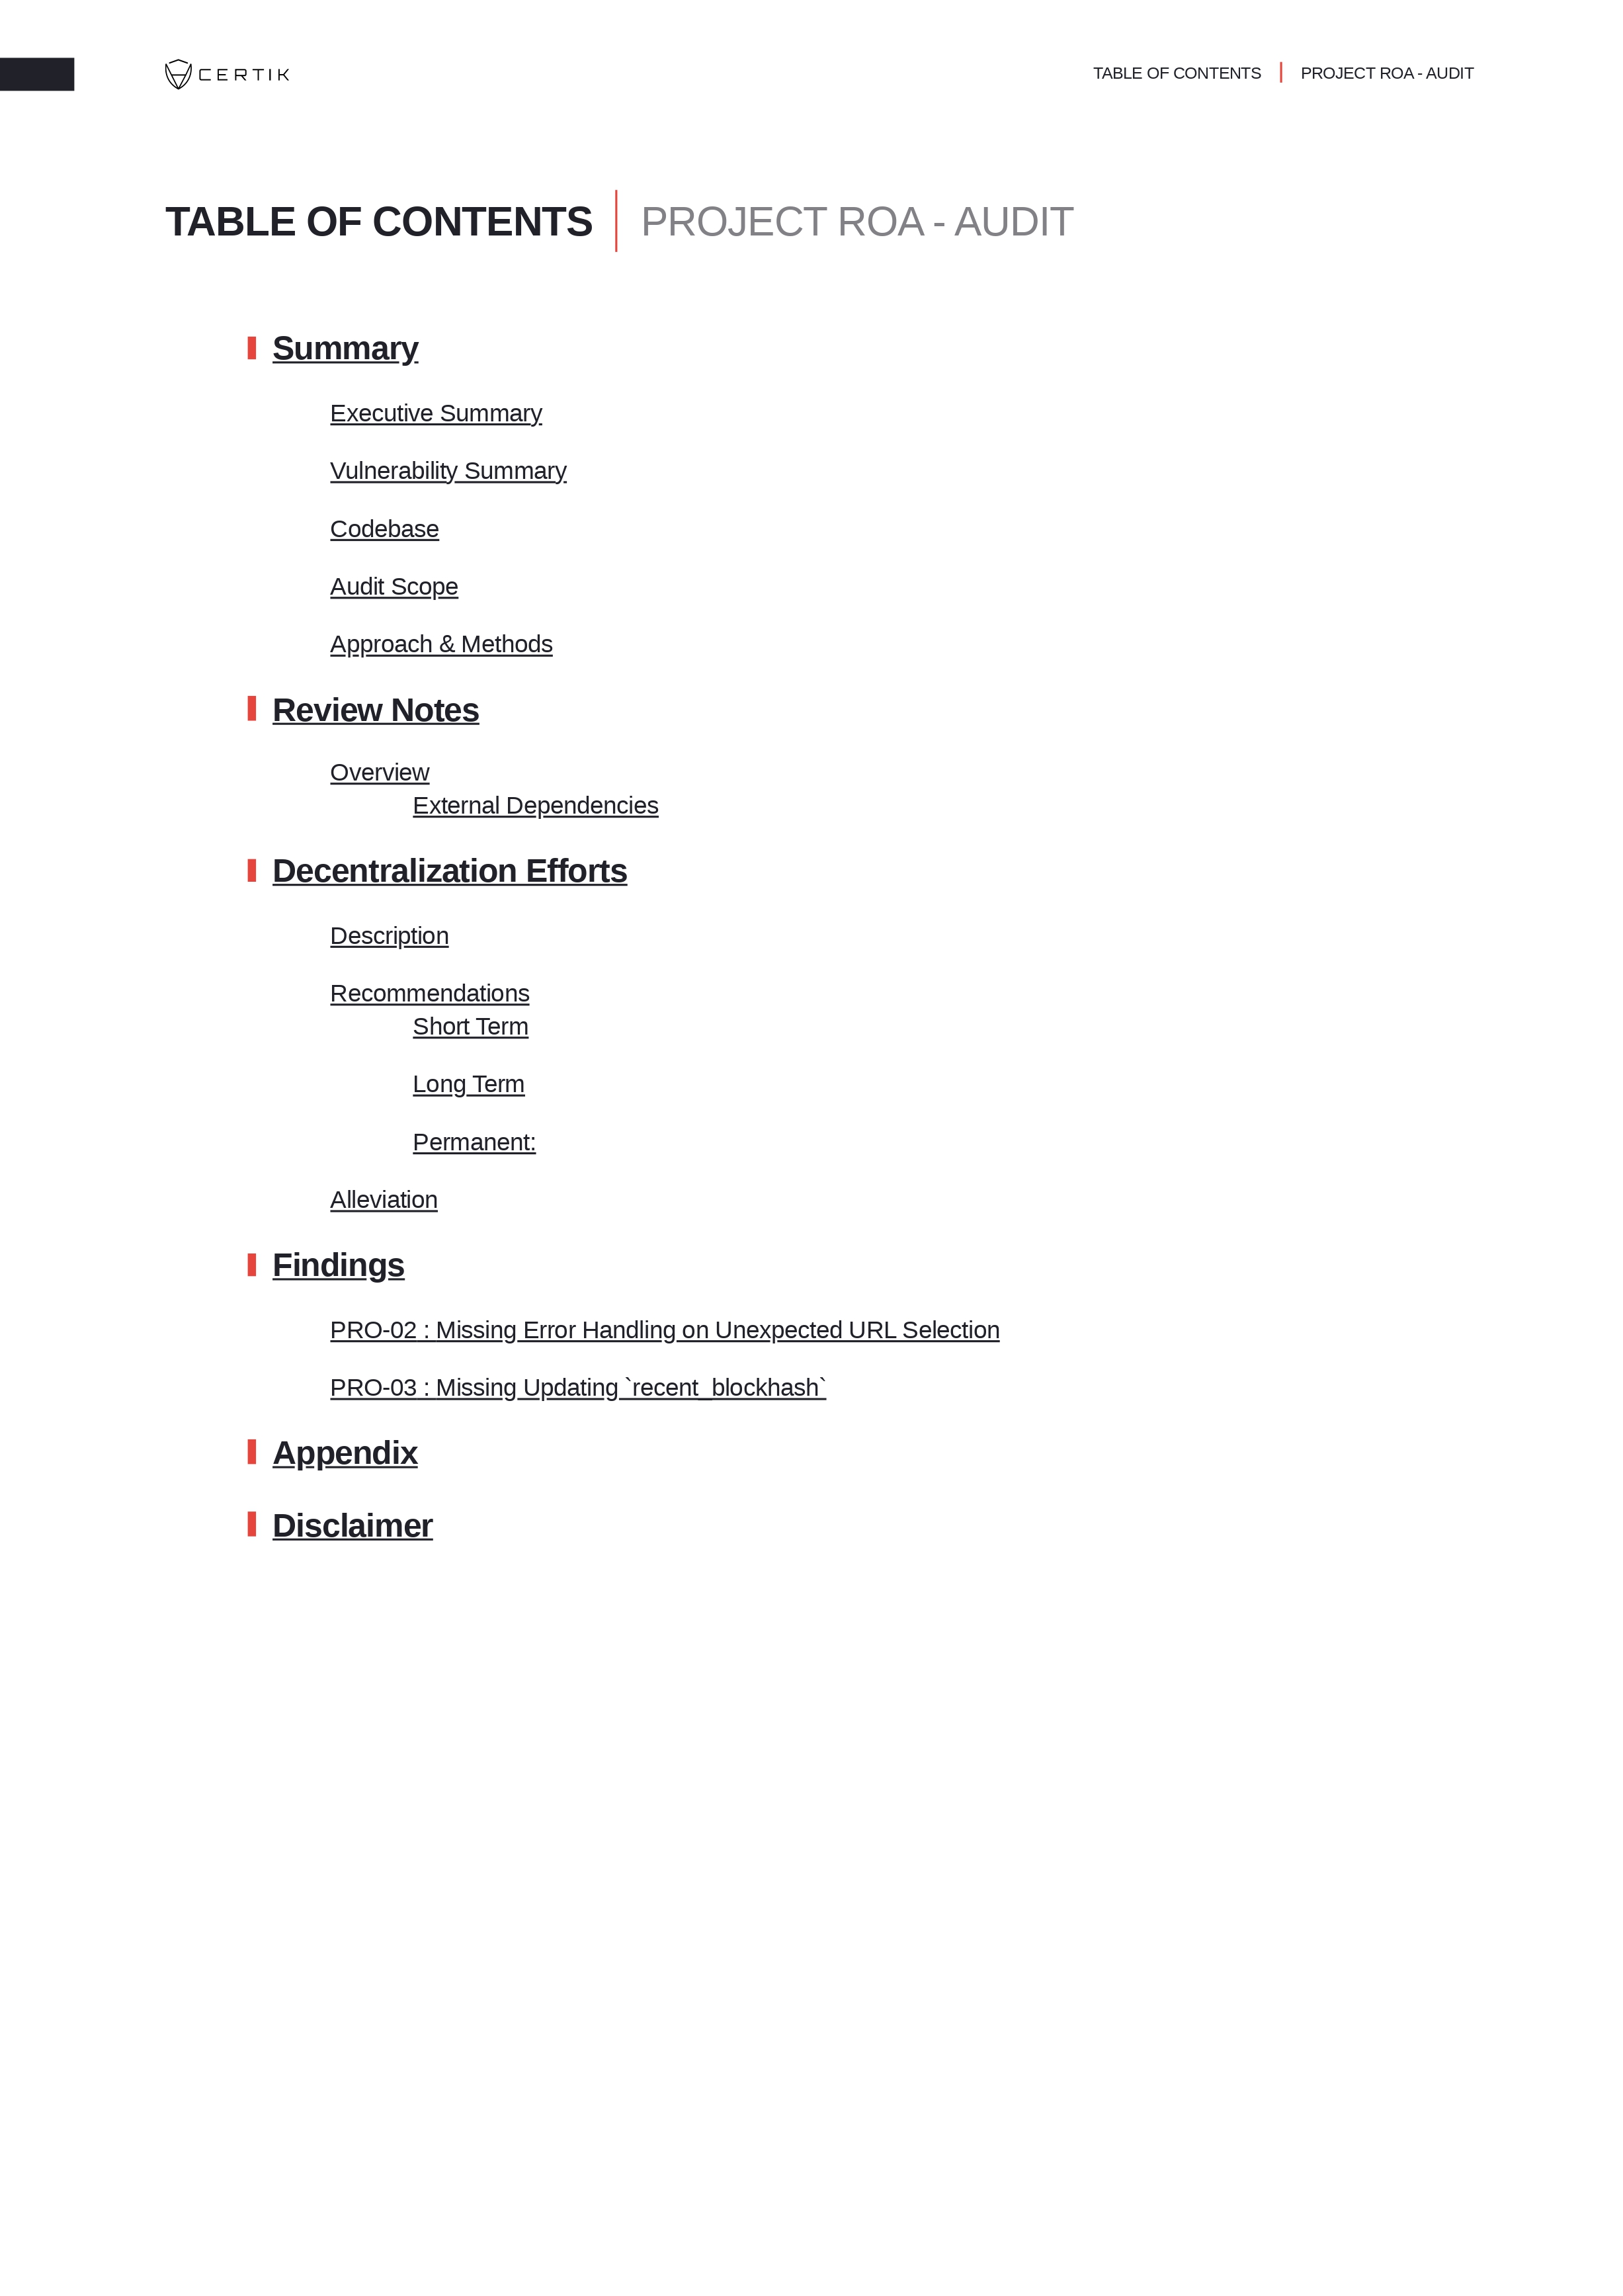 CERTIK
TABLE OF CONTENTS | PROJECT ROA - AUDIT
TABLE OF CONTENTS | PROJECT ROA - AUDIT
Summary
Executive Summary
Vulnerability Summary
Codebase
Audit Scope
Approach & Methods
Review Notes
Overview
External Dependencies
Decentralization Efforts
Description
Recommendations
Short Term
Long Term
Permanent:
Alleviation
Findings
PRO-02 : Missing Error Handling on Unexpected URL Selection
PRO-03 : Missing Updating `recent_blockhash`
Appendix
Disclaimer